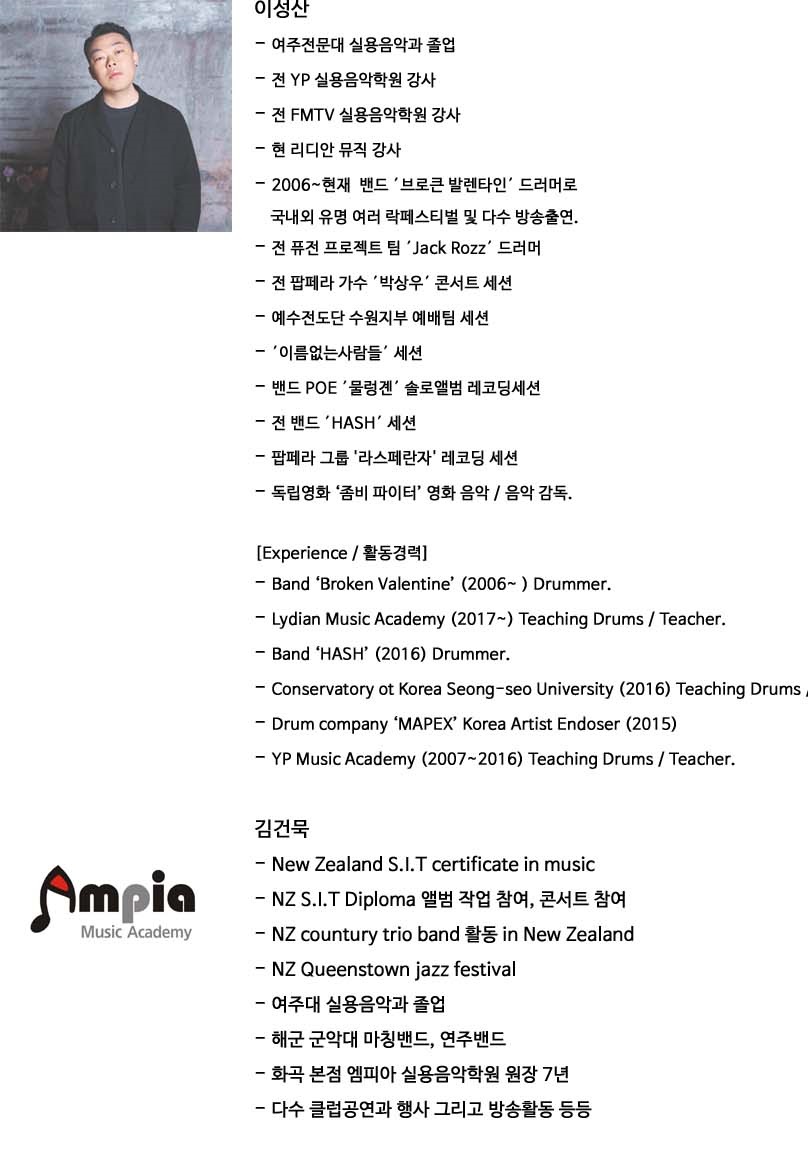 이성산
- 여주전문대 실용음악과 졸업
- 전 YP 실용음악학원 강사
- 전 FMTV 실용음악학원 강사
- 현 리디안 뮤직 강사
- 2006~현재  밴드 ´브로큰 발렌타인´ 드러머로
국내외 유명 여러 락페스티벌 및 다수 방송출연.
- 전 퓨전 프로젝트 팀 ´Jack Rozz´ 드러머
- 전 팝페라 가수 ´박상우´ 콘서트 세션
- 예수전도단 수원지부 예배팀 세션
- ´이름없는사람들´ 세션
- 밴드 POE ´물렁겐´ 솔로앨범 레코딩세션
- 전 밴드 ´HASH´ 세션
- 팝페라 그룹 '라스페란자' 레코딩 세션
- 독립영화 ‘좀비 파이터’ 영화 음악 / 음악 감독.
[Experience / 활동경력]
- Band ‘Broken Valentine’ (2006~ ) Drummer.
- Lydian Music Academy (2017~) Teaching Drums / Teacher.
- Band ‘HASH’ (2016) Drummer.
- Conservatory ot Korea Seong-seo University (2016) Teaching Drums /
- Drum company ‘MAPEX’ Korea Artist Endoser (2015)
- YP Music Academy (2007~2016) Teaching Drums / Teacher.
김건묵
- New Zealand S.I.T certificate in music
- NZ S.I.T Diploma 앨범 작업 참여, 콘서트 참여
- NZ countury trio band 활동 in New Zealand
- NZ Queenstown jazz festival
- 여주대 실용음악과 졸업
- 해군 군악대 마칭밴드, 연주밴드
- 화곡 본점 엠피아 실용음악학원 원장 7년
- 다수 클럽공연과 행사 그리고 방송활동 등등
Ampia
Music Academy